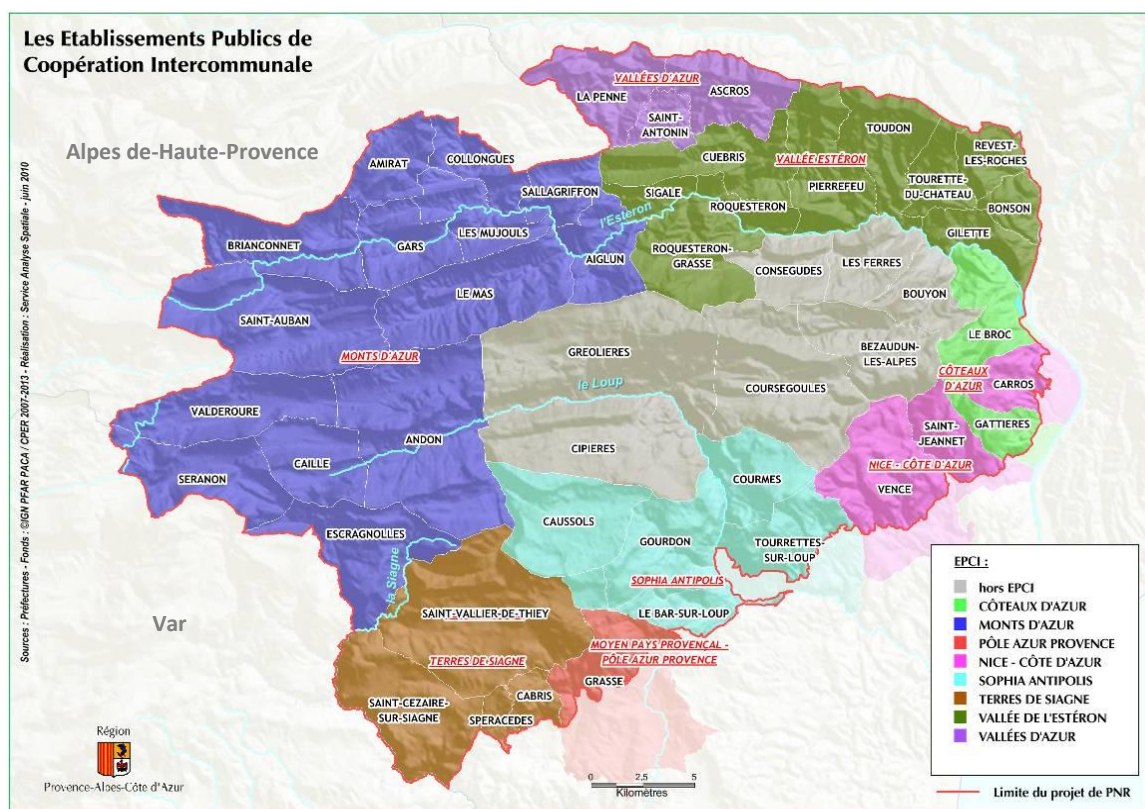 Les Etablissements Publics de
Coopération Intercommunale
VALLÉES D'AZUR
LA PENNE
ASCROS
SAINT-
ANTONIN
Alpes de-Haute-Provence
AMIRAT
COLLONGUES
CUEBRIS
VALLÉE ESTÉRON
TOUDON
REVEST-
LES-ROCHES
SALLAGRIFFON
SIGALE
PIERREFEU
TOURETTE-
DU-CHATEAU
l'Esteron
ROQUESTERON
BONSON
BRIANCONNET
GARS
LES MUJOULS
GILETTE
AIGLUN
ROQUESTERON-
GRASSE
CONSEGUDES
LES FERRES
LE MAS
BOUYON
SAINT-AUBAN
LE BROC
MONTS D'AZUR
GREOLIERES
BEZAUDUN-
LES-ALPES
le Loup
COURSEGOULES
CÔTEAUX
D'AZUR
CARROS
VALDEROURE
ANDON
SAINT-
JEANNET
GATTIERES
CAILLE
CIPIERES
SERANON
NICE - CÔTE D'AZUR
COURMES
VENCE
ESCRAGNOLLES
CAUSSOLS
GOURDON
TOURRETTES-
SUR-LOUP
la Siagne
SOPHIA ANTIPOLIS
SAINT-VALLIER-DE-THIEY
LE BAR-SUR-LOUP
Var
MOYEN PAYS PROVENÇAL -
PÔLE AZUR PROVENCE
TERRES DE SIAGNE
GRASSE
CABRIS
SAINT-CEZAIRE-
SUR-SIAGNE
SPERACEDES
Sources : Préfectures - Fonds : ©IGN PFAR PACA / CPER 2007-2013 - Réalisation : Service Analyse Spatiale - juin 2010
EPCI :
hors EPCI
CÔTEAUX D'AZUR
MONTS D'AZUR
PÔLE AZUR PROVENCE
NICE - CÔTE D'AZUR
SOPHIA ANTIPOLIS
TERRES DE SIAGNE
VALLÉE DE L'ESTÉRON
VALLÉES D'AZUR
Limite du projet de PNR
Région
Provence-Alpes-Côte d'Azur
0 2,5 5
Kilomètres